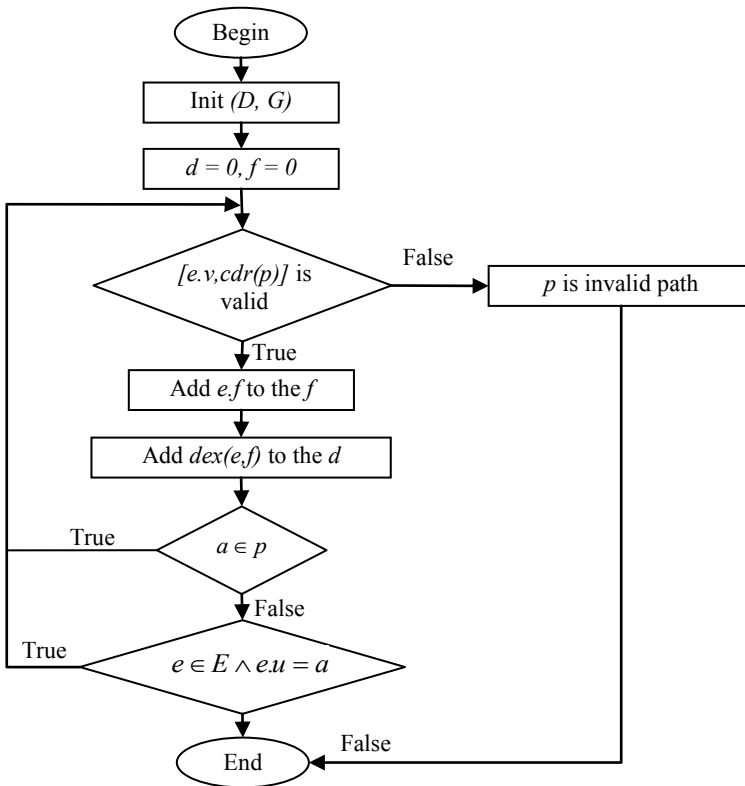 Begin
Init (D, G)
d = 0, f = 0
[e.v,cdr(p)] is
valid
False
p is invalid path
True
Add e.f to the f
Add dex(e,f) to the d
True
a ∈ p
False
True
e ∈ E ∧ e.u = a
False
End